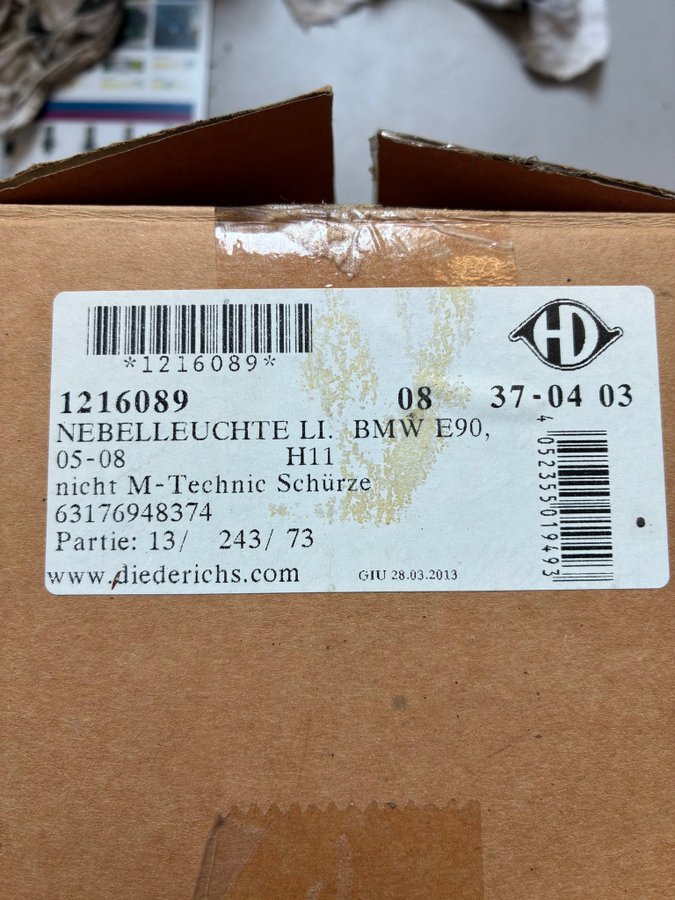 *1216089*
HD
1216089 08 37-04 03
NEBELLEUCHTE LI. BMW E90,
05-08 H11
nicht M-Technic Schürze
63176948374
Partie: 13/ 243/ 73
www.diederichs.com GIU 28.03.2013
4 052355 019493